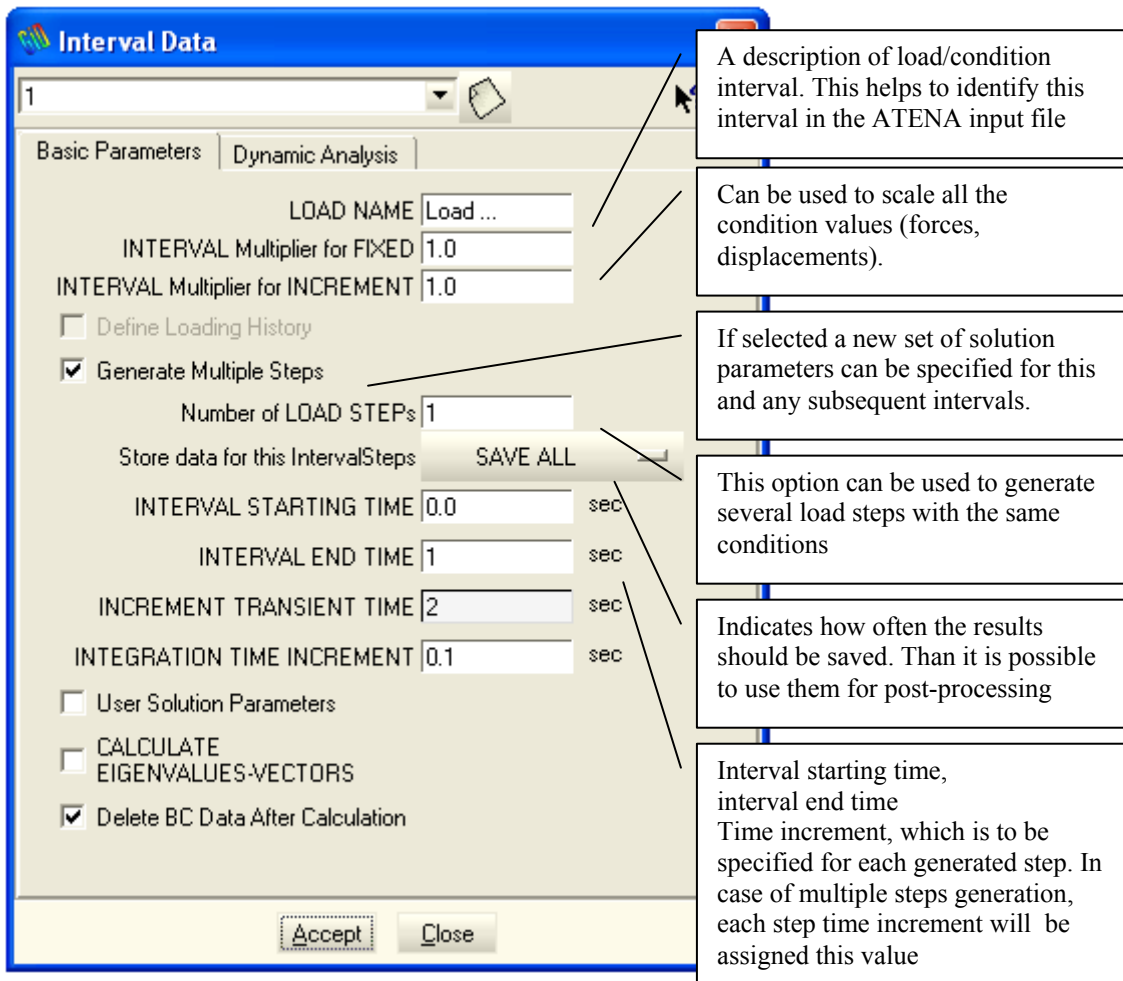 Interval Data
1
Basic Parameters
Dynamic Analysis
LOAD NAME Load ...
INTERVAL Multiplier for FIXED 1.0
INTERVAL Multiplier for INCREMENT 1.0
Define Loading History
Generate Multiple Steps
Number of LOAD STEPs 1
Store data for this IntervalSteps SAVE ALL
INTERVAL STARTING TIME 0.0 sec
INTERVAL END TIME 1 sec
INCREMENT TRANSIENT TIME 2 sec
INTEGRATION TIME INCREMENT 0.1 sec
User Solution Parameters
CALCULATE
EIGENVALUES-VECTORS
Delete BC Data After Calculation
Accept
Close
A description of load/condition
interval. This helps to identify this
interval in the ATENA input file
Can be used to scale all the
condition values (forces,
displacements).
If selected a new set of solution
parameters can be specified for this
and any subsequent intervals.
This option can be used to generate
several load steps with the same
conditions
Indicates how often the results
should be saved. Than it is possible
to use them for post-processing
Interval starting time,
interval end time
Time increment, which is to be
specified for each generated step. In
case of multiple steps generation,
each step time increment will be
assigned this value